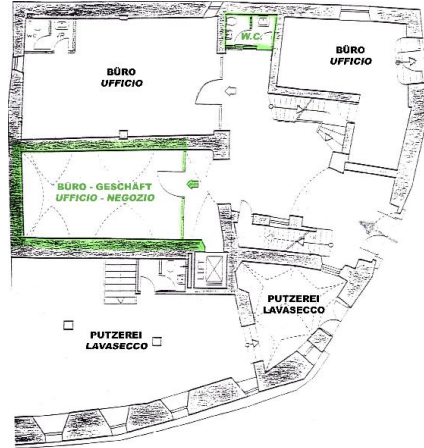 W.C.
BÜRO
UFFICIO
BÜRO
UFFICIO
BÜRO - GESCHÄFT
UFFICIO - NEGOZIO
PUTZEREI
LAVASECCO
PUTZEREI
LAVASECCO